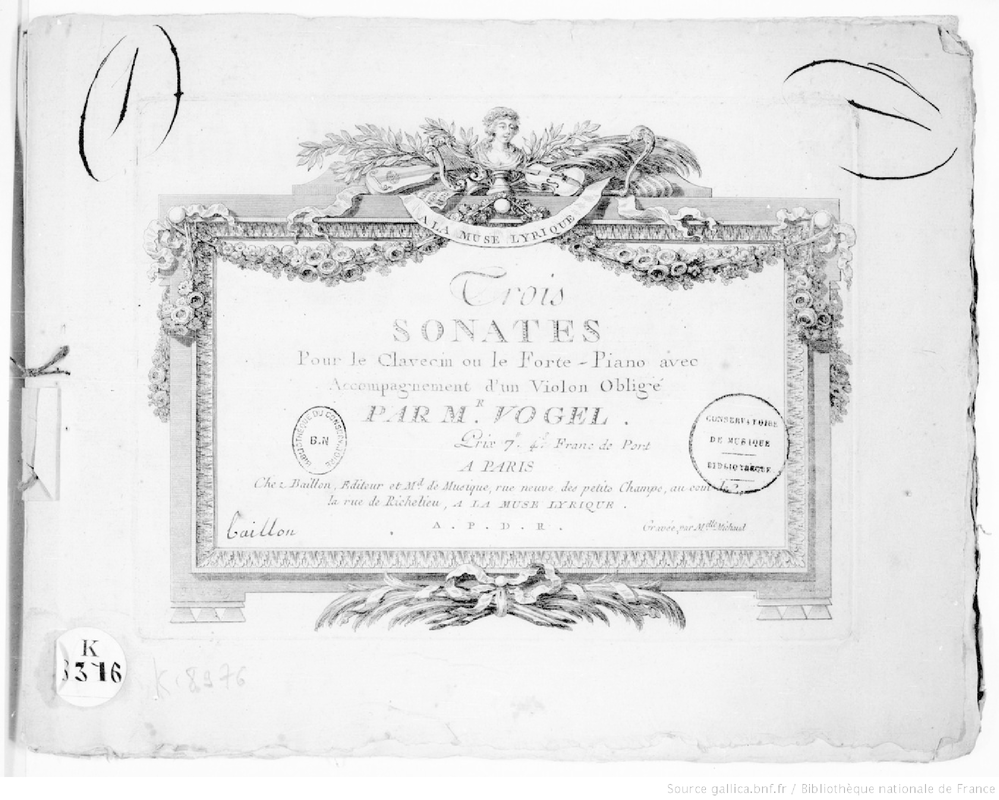 A LA MUSE LYRIQUE
Trois
SONATES
Pour le Clavecin ou le Forte-Piano avec
Accompagnement d'un Violon Obligé
PAR M.R VOGEL.
Prix 7.# 4.s Franc de Port
A PARIS
Chez Baillon, Editeur et Md. de Musique, rue neuve des petits Champs, au coin de
la rue de Richelieu, A LA MUSE LYRIQUE.
A. P. D. R.
Gravée par Melle Michaud
baillon
B.N
CONSERVATOIRE
DE MUSIQUE
BIBLIOTHÈQUE
K
3316
K. 8976
Source gallica.bnf.fr / Bibliothèque nationale de France